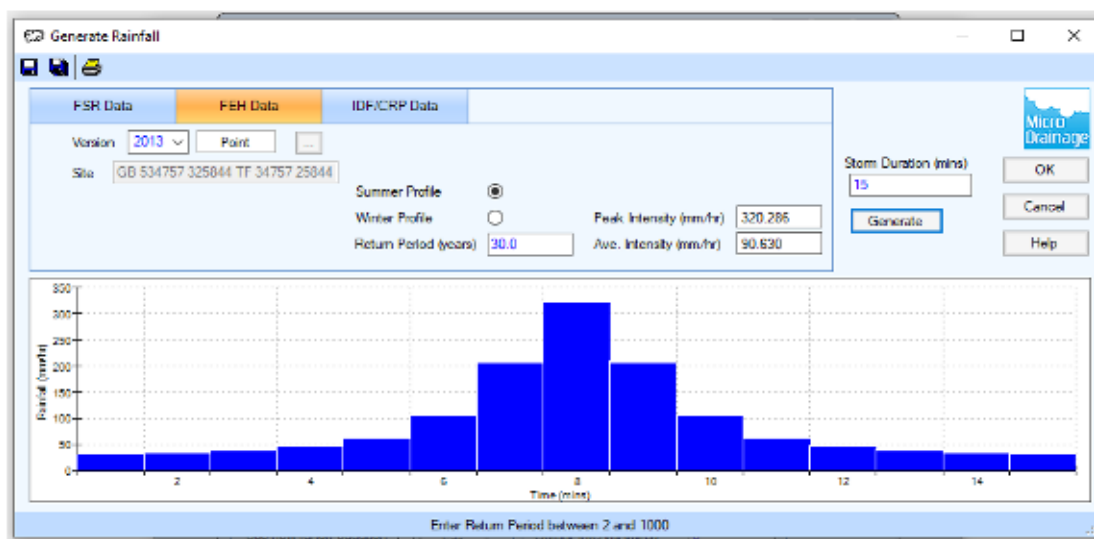 Generate Rainfall
FSR Data FEH Data IDF/CRP Data
Micro
Drainage
Version 2013 Point ...
Site GB 534757 325844 TF 34757 25844
Storm Duration (mins)
15
OK
Summer Profile
Winter Profile Peak Intensity (mm/hr) 320.286
Generate
Cancel
Return Period (years) 30.0 Ave. Intensity (mm/hr) 90.630
Help
Rainfall (mm/hr)
350
300
250
200
150
100
50
0
2 4 6 8 10 12 14
Time (mins)
Enter Return Period between 2 and 1000